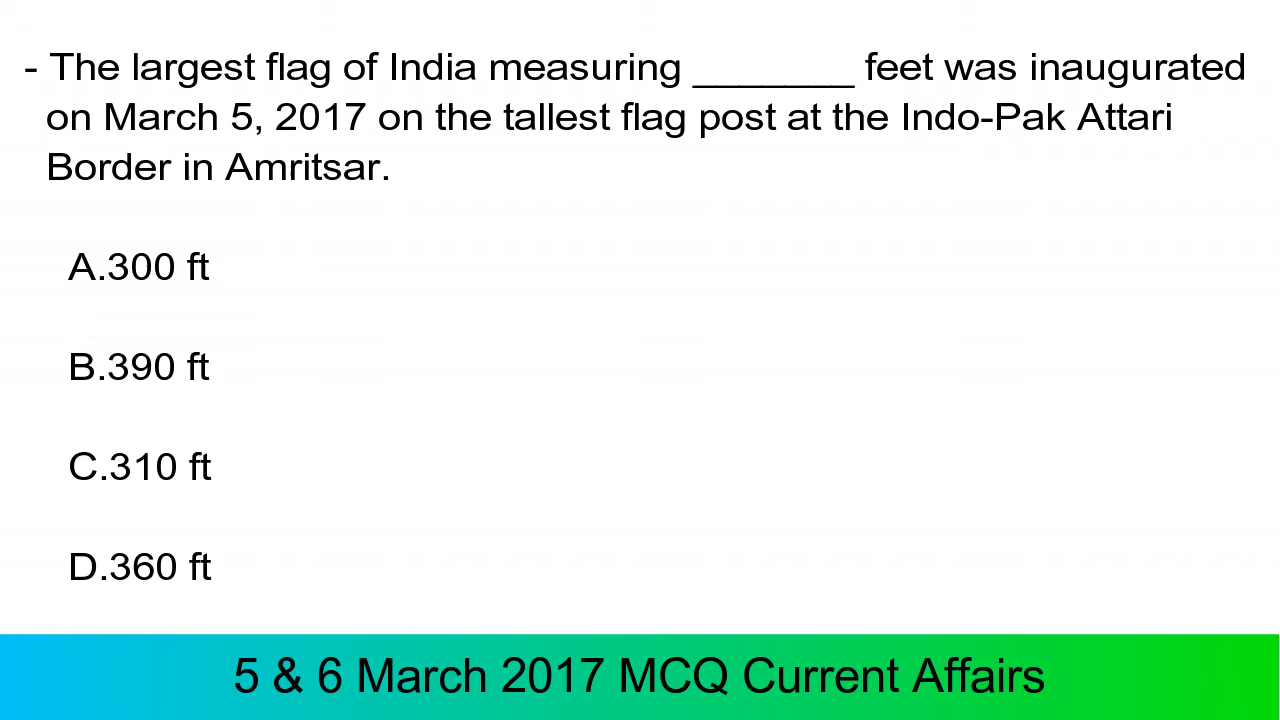 - The largest flag of India measuring _______ feet was inaugurated
on March 5, 2017 on the tallest flag post at the Indo-Pak Attari
Border in Amritsar.
A.300 ft
B.390 ft
C.310 ft
D.360 ft
5 & 6 March 2017 MCQ Current Affairs